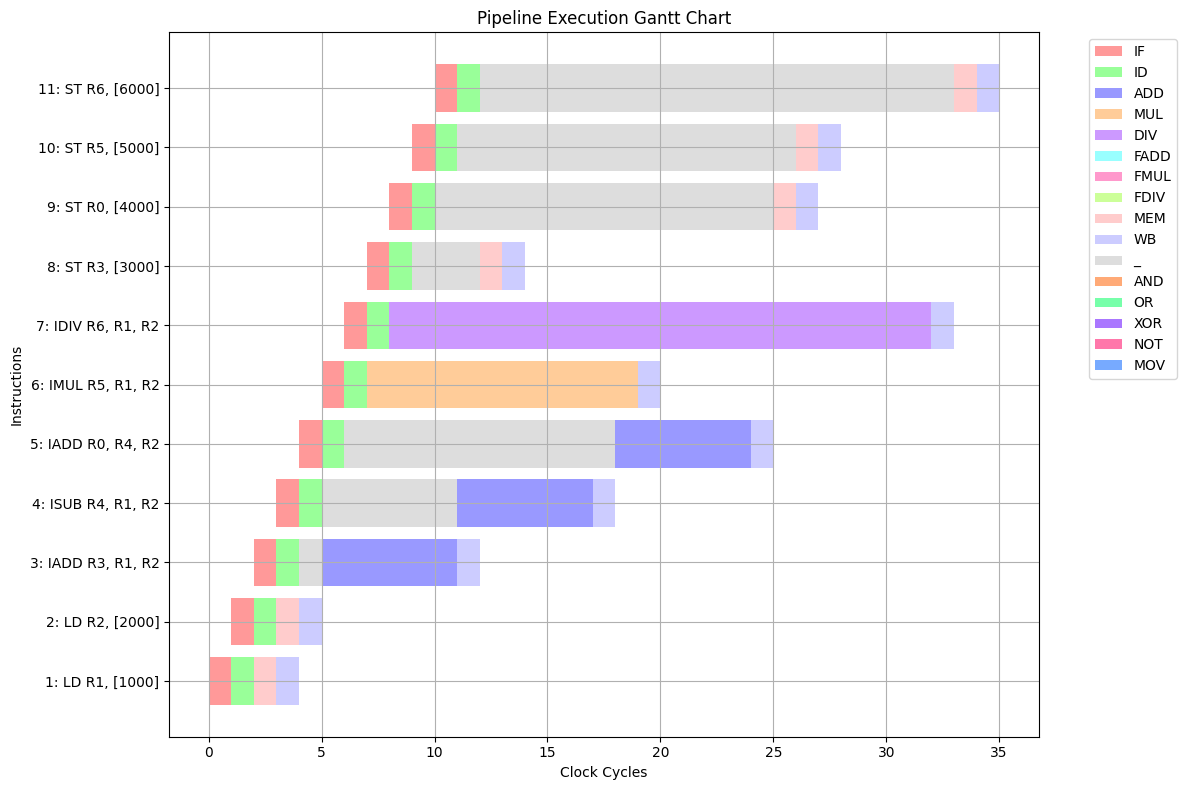 Pipeline Execution Gantt Chart
Instructions
11: ST R6, [6000]
10: ST R5, [5000]
9: ST R0, [4000]
8: ST R3, [3000]
7: IDIV R6, R1, R2
6: IMUL R5, R1, R2
5: IADD R0, R4, R2
4: ISUB R4, R1, R2
3: IADD R3, R1, R2
2: LD R2, [2000]
1: LD R1, [1000]
0 5 10 15 20 25 30 35
Clock Cycles
IF
ID
ADD
MUL
DIV
FADD
FMUL
FDIV
MEM
WB
_
AND
OR
XOR
NOT
MOV